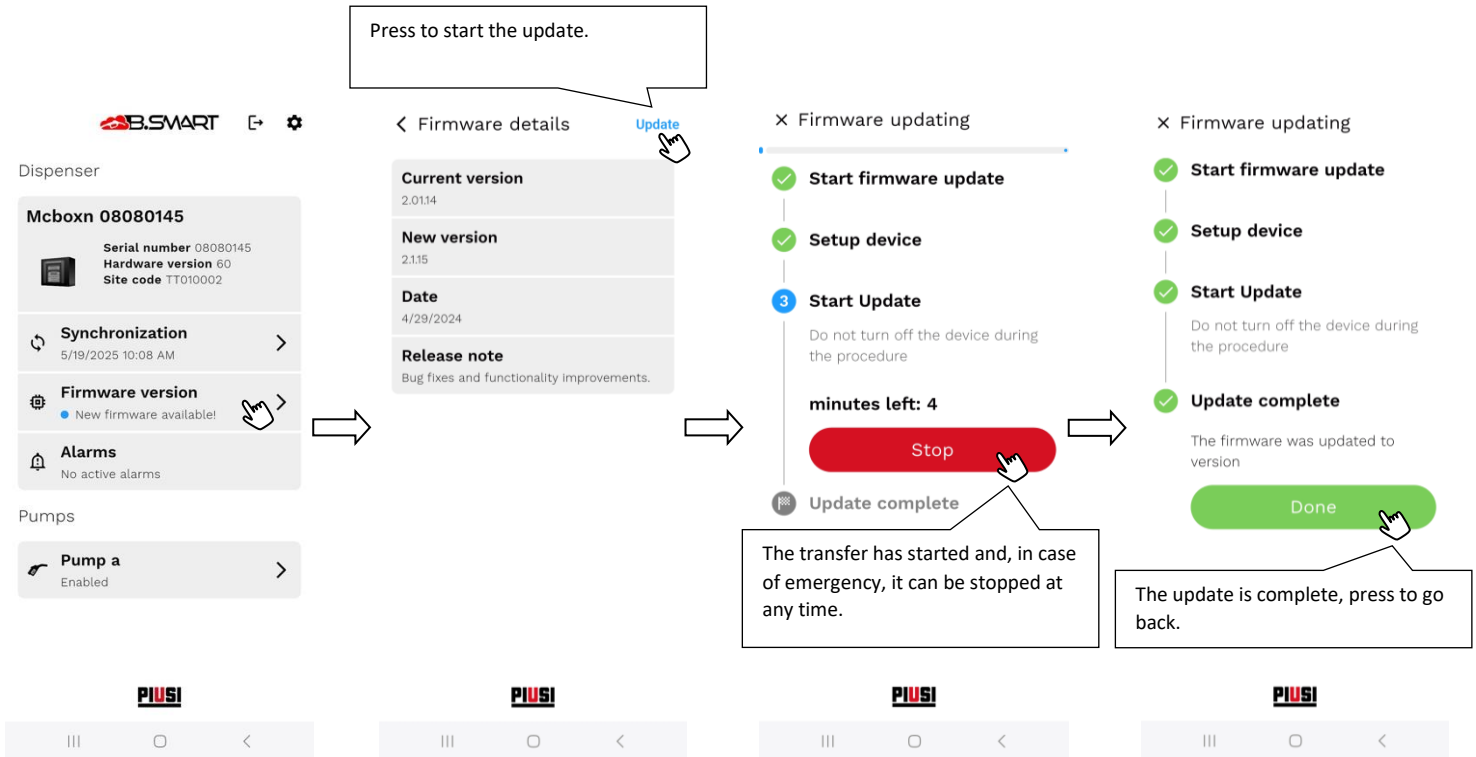 Press to start the update.
B.SMART
Dispenser
Mcboxn 08080145
Serial number 08080145
Hardware version 60
Site code TT010002
Synchronization
5/19/2025 10:08 AM
Firmware version
New firmware available!
Alarms
No active alarms
Pumps
Pump a
Enabled
PIUSI
Firmware details
Update
Current version
2.01.14
New version
2.1.15
Date
4/29/2024
Release note
Bug fixes and functionality improvements.
PIUSI
Firmware updating
Start firmware update
Setup device
3 Start Update
Do not turn off the device during
the procedure
minutes left: 4
Stop
Update complete
The transfer has started and, in case
of emergency, it can be stopped at
any time.
PIUSI
Firmware updating
Start firmware update
Setup device
Start Update
Do not turn off the device during
the procedure
Update complete
The firmware was updated to
version
Done
The update is complete, press to go
back.
PIUSI